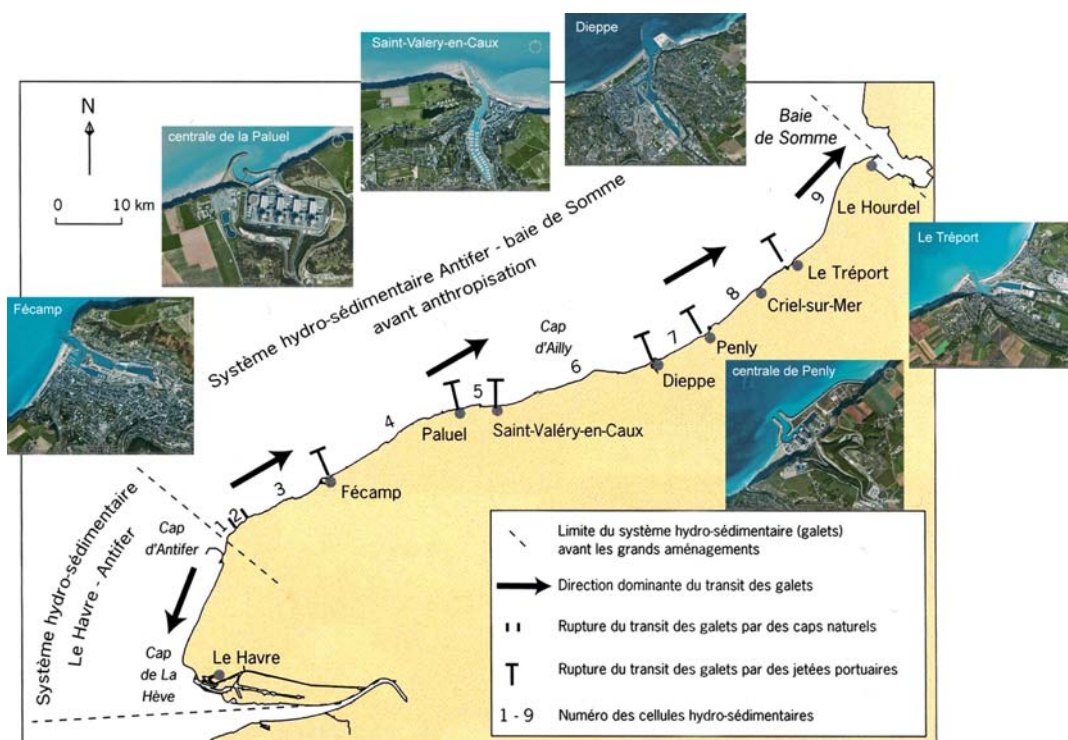 Dieppe
Saint-Valery-en-Caux
centrale de la Paluel
Fécamp
Le Tréport
centrale de Penly
N
0 10 km
Système hydro-sédimentaire Antifer - baie de Somme
avant anthropisation
Baie
de Somme
Le Hourdel
9
Le Tréport
8
Criel-sur-Mer
7
Penly
Dieppe
Cap
d'Ailly
6
5
Saint-Valéry-en-Caux
Paluel
4
Fécamp
3
2
1
Cap
d'Antifer
Système hydro-sédimentaire
Le Havre - Antifer
Cap
de La
Hève
Le Havre
Limite du système hydro-sédimentaire (galets)
avant les grands aménagements
Direction dominante du transit des galets
Rupture du transit des galets par des caps naturels
Rupture du transit des galets par des jetées portuaires
1 - 9 Numéro des cellules hydro-sédimentaires